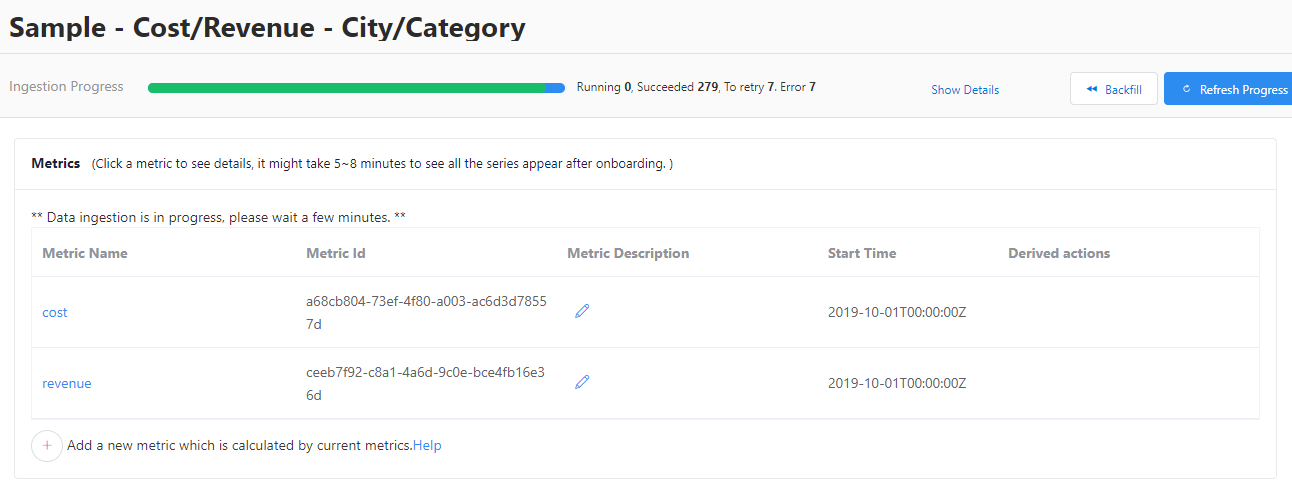 Sample - Cost/Revenue - City/Category
Ingestion Progress Running 0, Succeeded 279, To retry 7. Error 7 Show Details Backfill Refresh Progress
Metrics (Click a metric to see details, it might take 5~8 minutes to see all the series appear after onboarding. )
** Data ingestion is in progress, please wait a few minutes. **
Metric Name Metric Id Metric Description Start Time Derived actions
cost a68cb804-73ef-4f80-a003-ac6d3d7855 2019-10-01T00:00:00Z
7d
revenue ceeb7f92-c8a1-4a6d-9c0e-bce4fb16e3 2019-10-01T00:00:00Z
6d
+ Add a new metric which is calculated by current metrics.Help